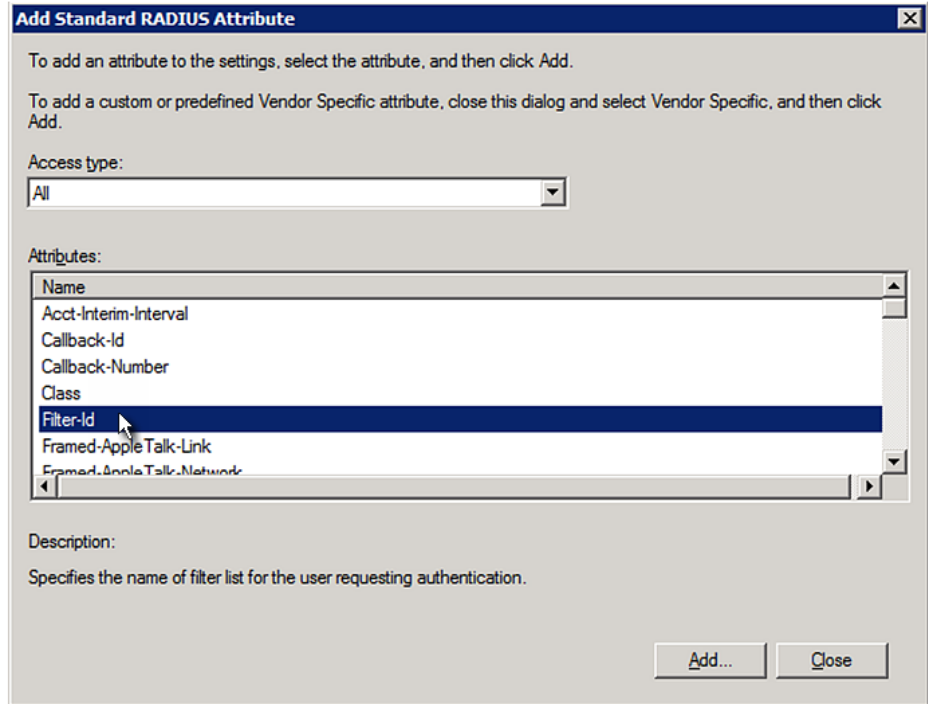 Add Standard RADIUS Attribute
To add an attribute to the settings, select the attribute, and then click Add.
To add a custom or predefined Vendor Specific attribute, close this dialog and select Vendor Specific, and then click
Add.
Access type:
All
Attributes:
Name
Acct-Interim-Interval
Callback-Id
Callback-Number
Class
Filter-Id
Framed-AppleTalk-Link
Framed-AppleTalk-Network
Description:
Specifies the name of filter list for the user requesting authentication.
Add... Close